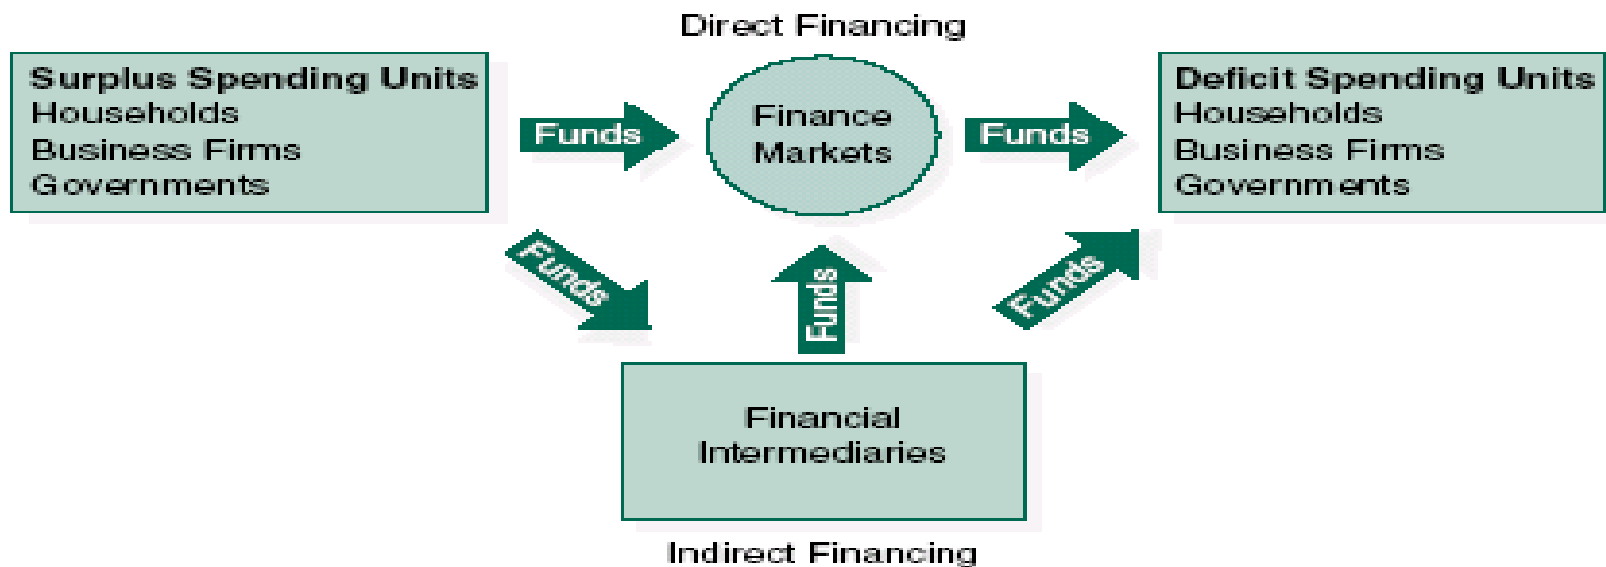 Direct Financing
Surplus Spending Units
Households
Business Firms
Governments
Funds
Finance
Markets
Funds
Deficit Spending Units
Households
Business Firms
Governments
Funds
Funds
Funds
Financial
Intermediaries
Indirect Financing